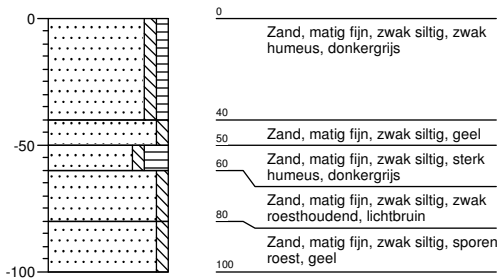 0
-50
-100
0
Zand, matig fijn, zwak siltig, zwak
humeus, donkergrijs
40
Zand, matig fijn, zwak siltig, geel
50
Zand, matig fijn, zwak siltig, sterk
humeus, donkergrijs
60
Zand, matig fijn, zwak siltig, zwak
roesthoudend, lichtbruin
80
Zand, matig fijn, zwak siltig, sporen
roest, geel
100